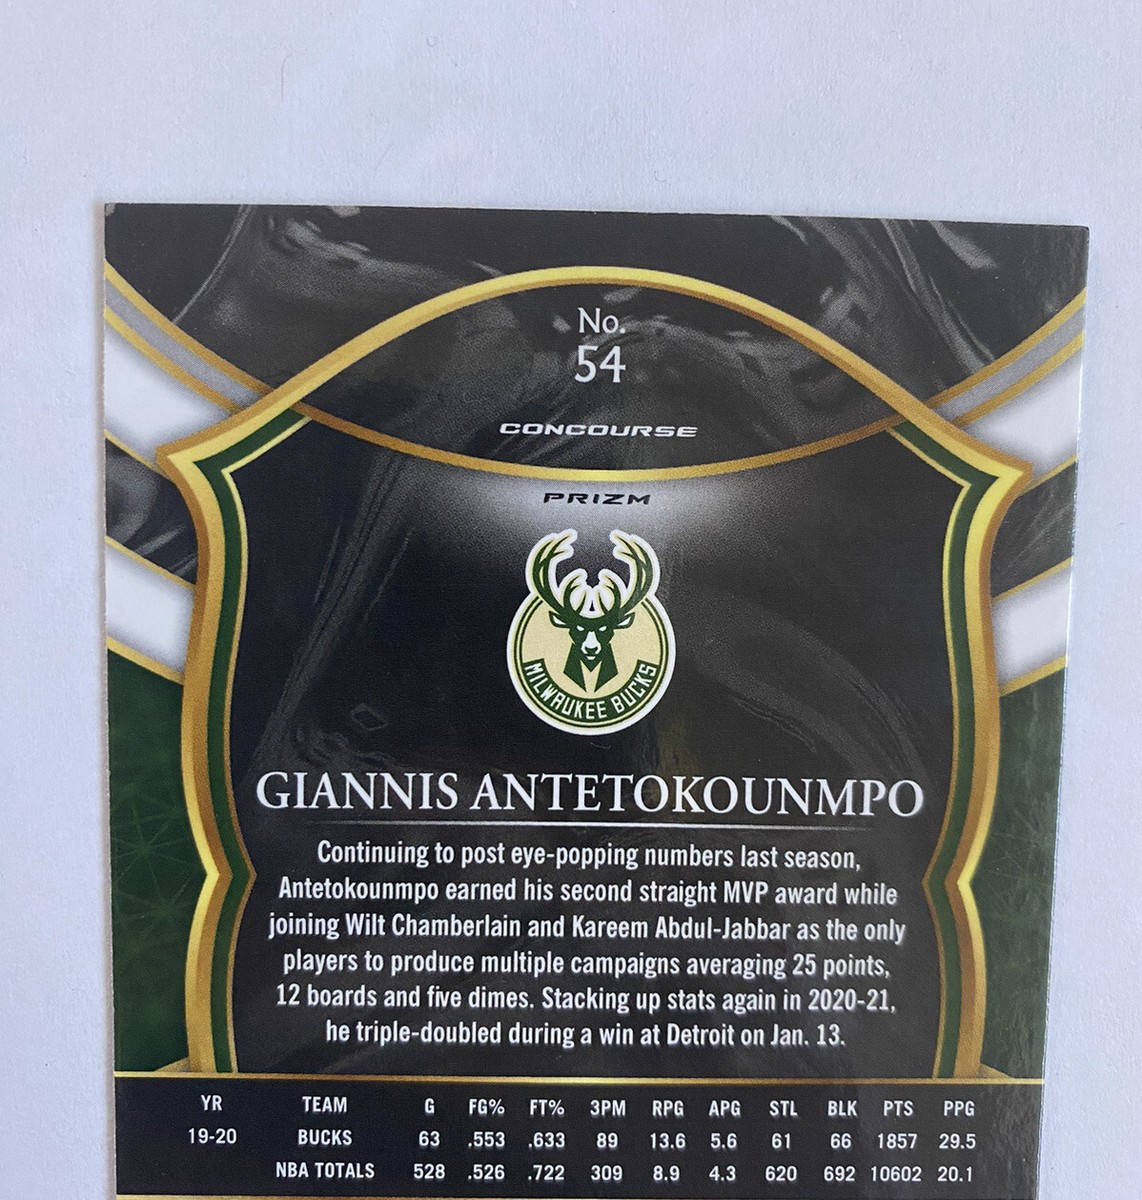 No.
54
CONCOURSE
PRIZM
MILWAUKEE BUCKS
GIANNIS ANTETOKOUNMPO
Continuing to post eye-popping numbers last season,
Antetokounmpo earned his second straight MVP award while
joining Wilt Chamberlain and Kareem Abdul-Jabbar as the only
players to produce multiple campaigns averaging 25 points,
12 boards and five dimes. Stacking up stats again in 2020-21,
he triple-doubled during a win at Detroit on Jan. 13.
YR TEAM G FG% FT% 3PM RPG APG STL BLK PTS PPG
19-20 BUCKS 63 .553 .633 89 13.6 5.6 61 66 1857 29.5
NBA TOTALS 528 .526 .722 309 8.9 4.3 620 692 10602 20.1